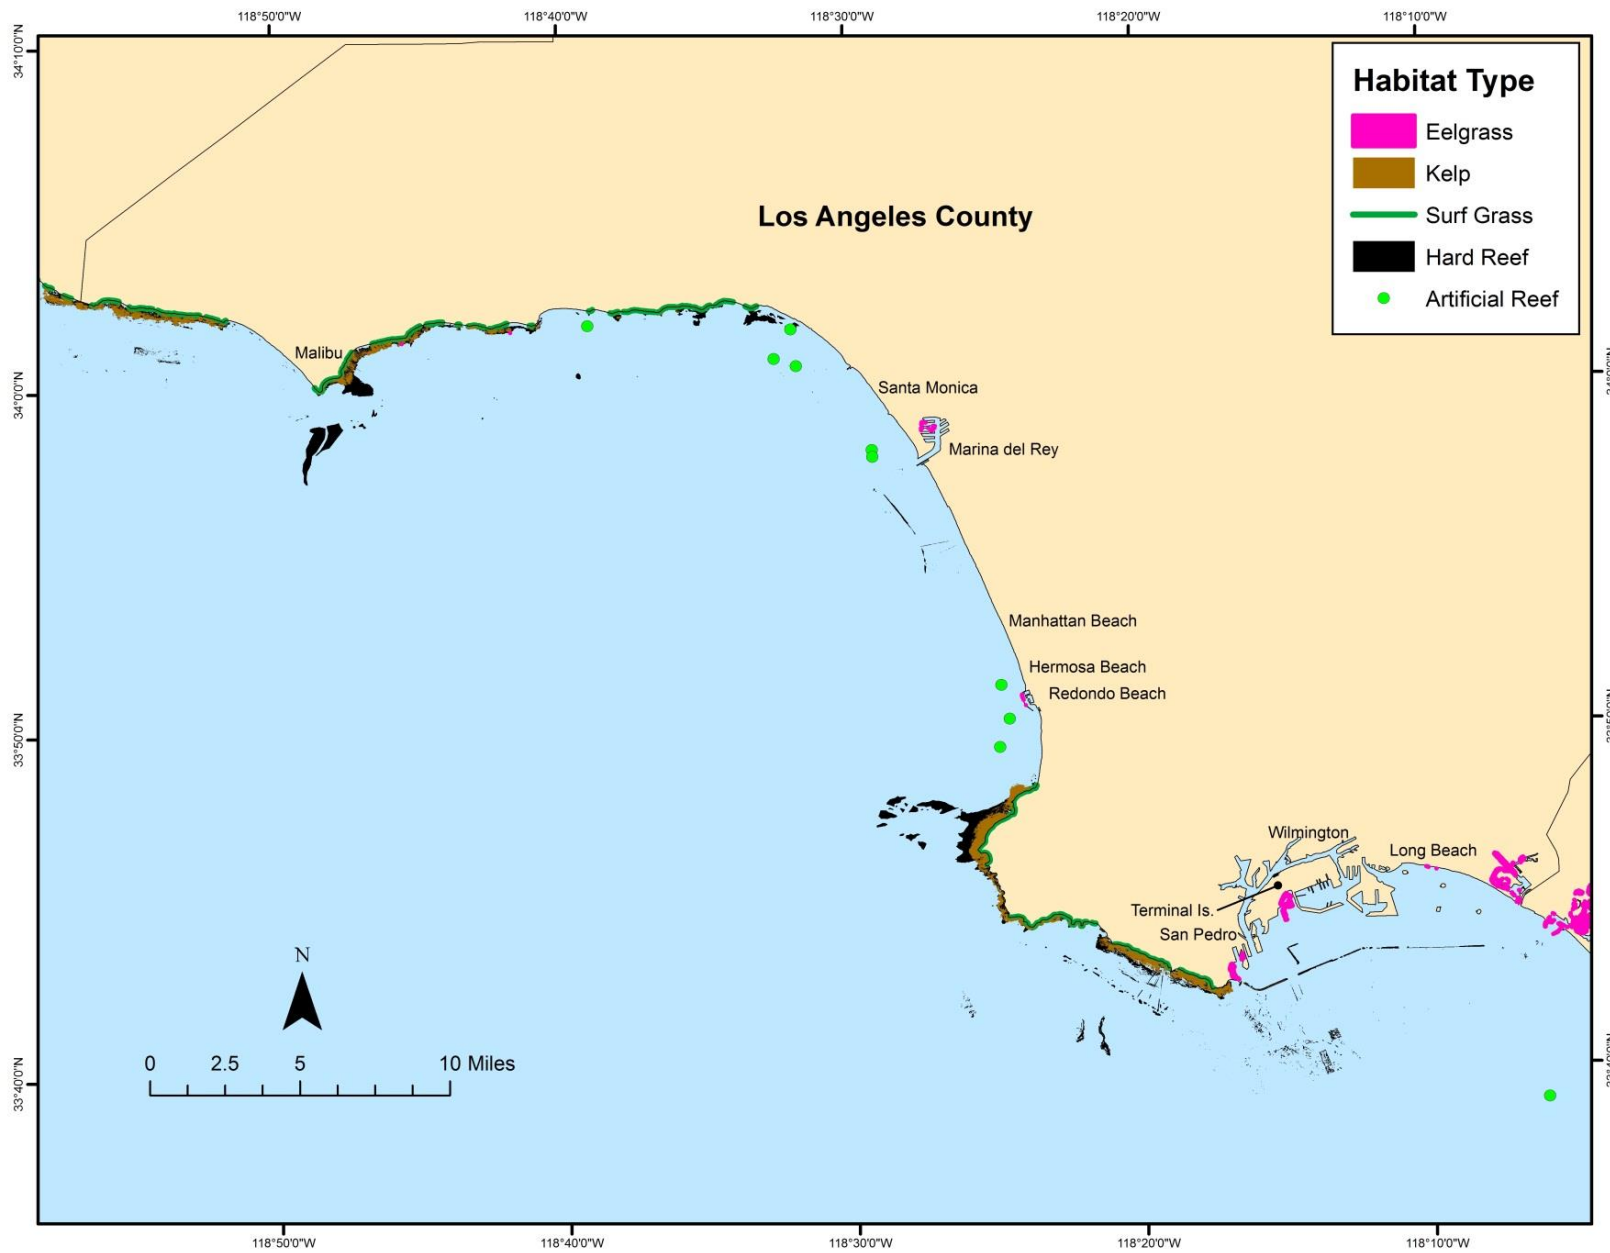 118°50'0"W 118°40'0"W 118°30'0"W 118°20'0"W 118°10'0"W
34°10'0"N
Habitat Type
Eelgrass
Kelp
Surf Grass
Hard Reef
Artificial Reef
Los Angeles County
Malibu
34°0'0"N
Santa Monica
Marina del Rey
Manhattan Beach
Hermosa Beach
Redondo Beach
33°50'0"N
Wilmington
Long Beach
Terminal Is.
San Pedro
N
0 2.5 5 10 Miles
33°40'0"N
118°50'0"W 118°40'0"W 118°30'0"W 118°20'0"W 118°10'0"W